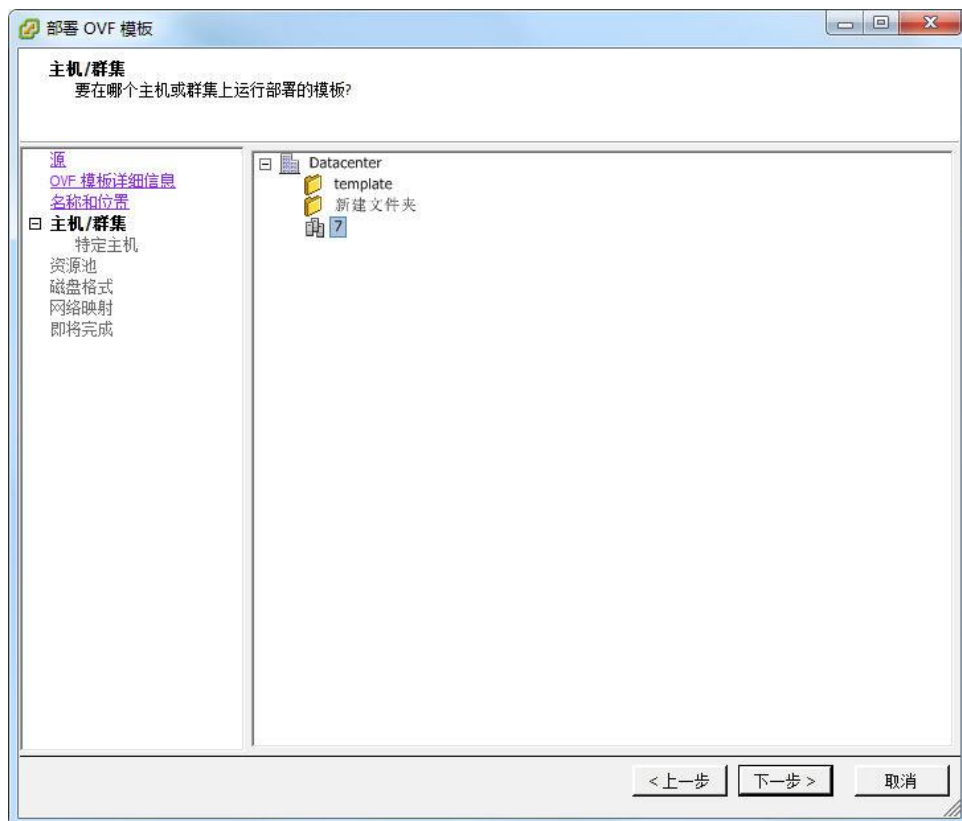 部署 OVF 模板
主机/群集
要在哪个主机或群集上运行部署的模板?
源
OVF 模板详细信息
名称和位置
主机/群集
特定主机
资源池
磁盘格式
网络映射
即将完成
Datacenter
template
新建文件夹
7
<上一步
下一步>
取消